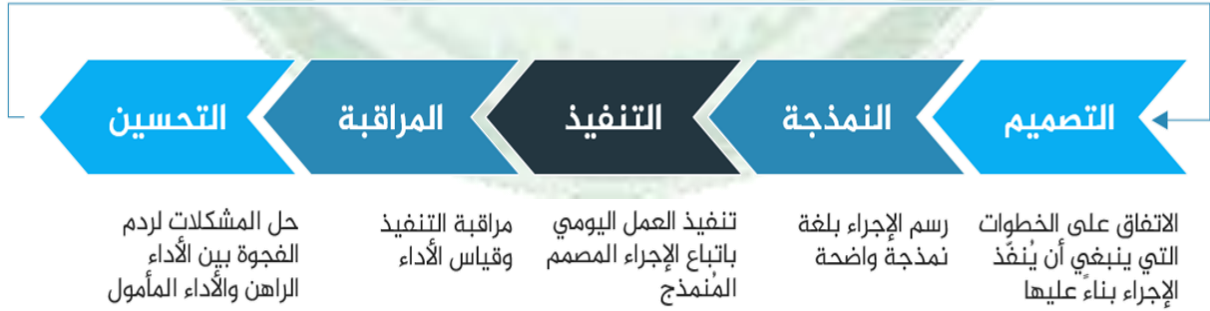 التصميم
النمذجة
التنفيذ
المراقبة
التحسين
الاتفاق على الخطوات
التي ينبغي أن يُنفّذ
الإجراء بناءً عليها
رسم الإجراء بلغة
نمذجة واضحة
تنفيذ العمل اليومي
باتباع الإجراء المصمم
المُنمذج
مراقبة التنفيذ
وقياس الأداء
حل المشكلات لردم
الفجوة بين الأداء
الراهن والأداء المأمول